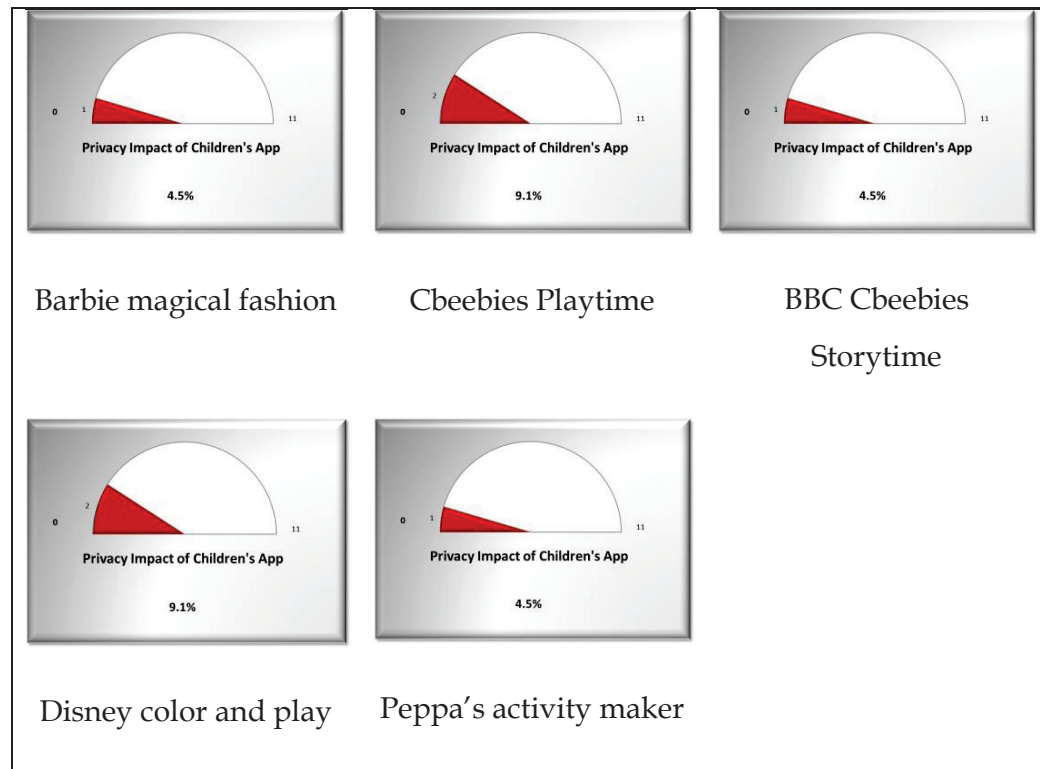 0 1 11
Privacy Impact of Children's App
4.5%
Barbie magical fashion
0 2 11
Privacy Impact of Children's App
9.1%
Cbeebies Playtime
0 1 11
Privacy Impact of Children's App
4.5%
BBC Cbeebies
Storytime
0 2 11
Privacy Impact of Children's App
9.1%
Disney color and play
0 1 11
Privacy Impact of Children's App
4.5%
Peppa’s activity maker